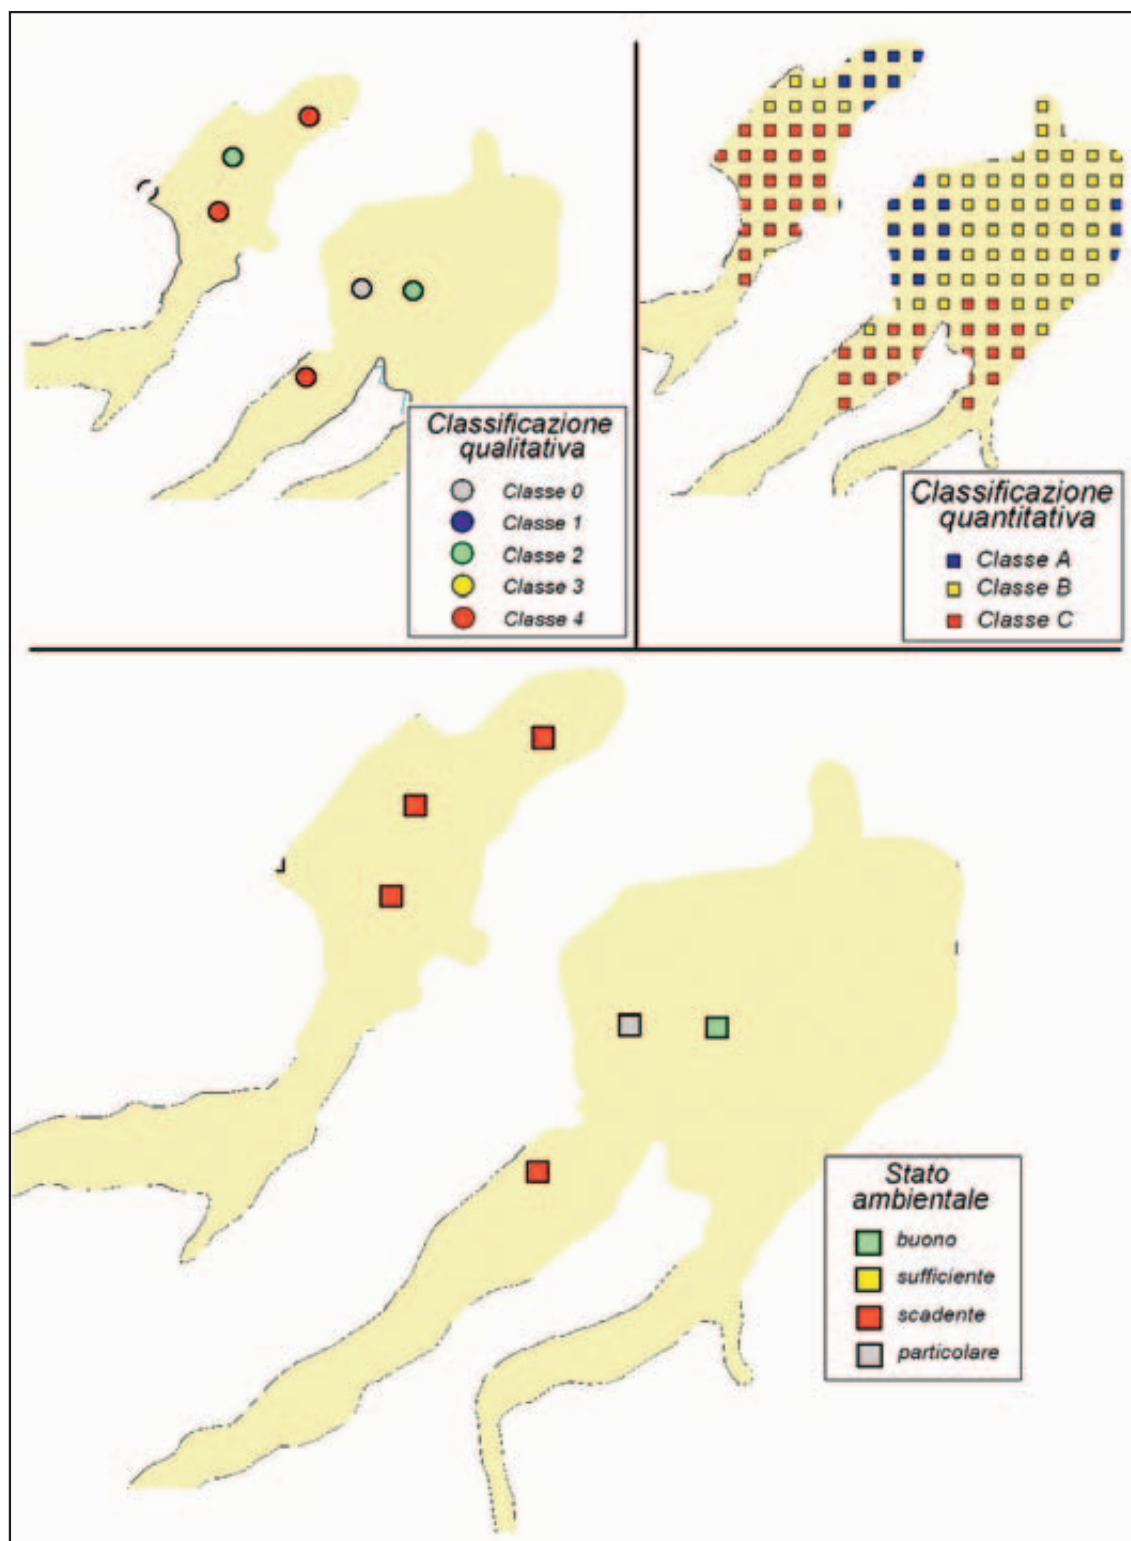 Classificazione
qualitativa
Classe 0
Classe 1
Classe 2
Classe 3
Classe 4
Classificazione
quantitativa
Classe A
Classe B
Classe C
Stato
ambientale
buono
sufficiente
scadente
particolare